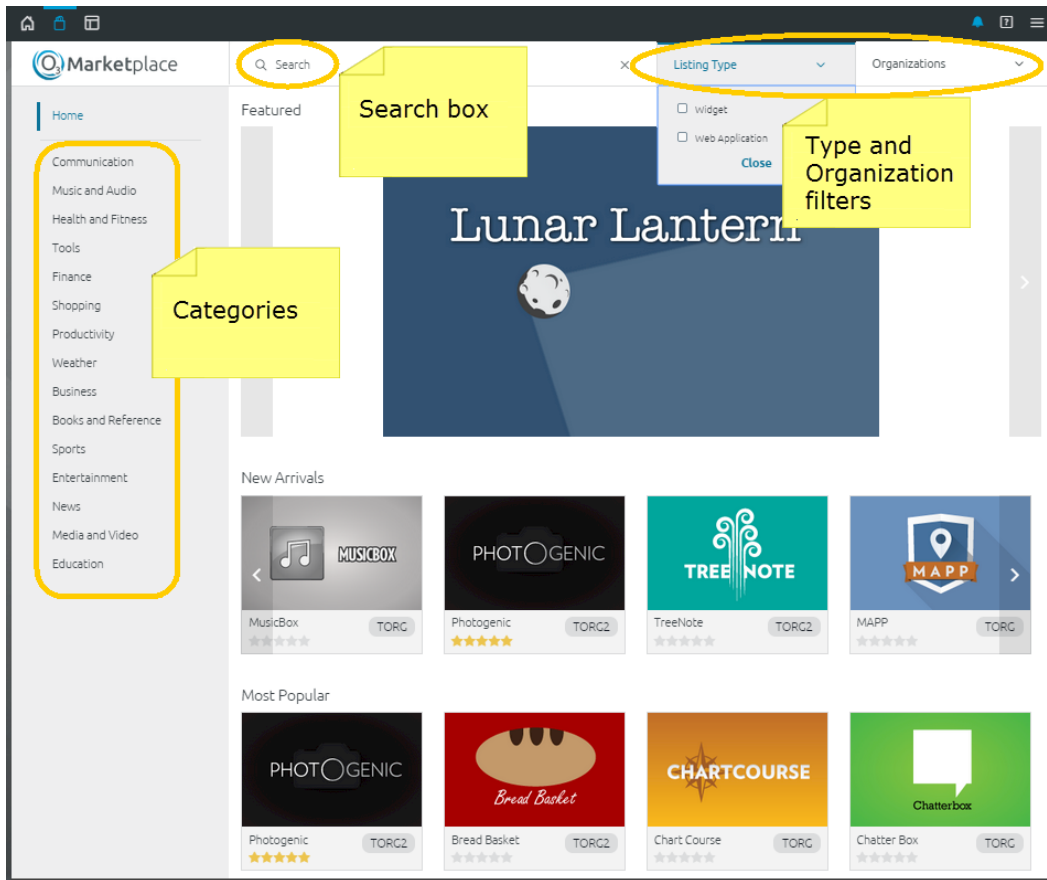 O3 Marketplace
Search
×
Listing Type
Organizations
Search box
Widget
Web Application
Close
Type and
Organization
filters
Home
Communication
Music and Audio
Health and Fitness
Tools
Finance
Shopping
Productivity
Weather
Business
Books and Reference
Sports
Entertainment
News
Media and Video
Education
Categories
Featured
Lunar Lantern
New Arrivals
MUSICBOX
PHOTOGENIC
TREE NOTE
MAPP
MusicBox TORG
Photogenic TORG2
TreeNote TORG2
MAPP TORG
Most Popular
PHOTOGENIC
Bread Basket
CHARTCOURSE
Chatterbox
Photogenic TORG2
Bread Basket TORG2
Chart Course TORG
Chatter Box TORG